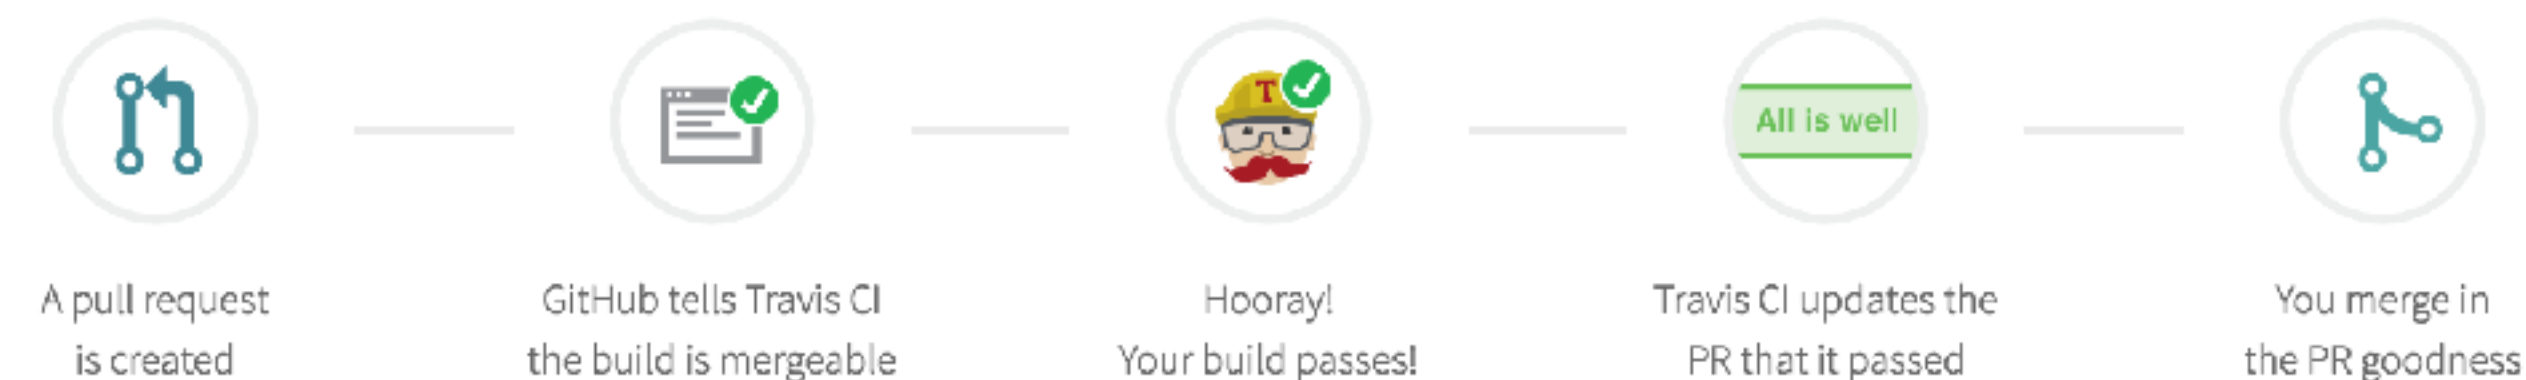 T
All is well
A pull request
is created
GitHub tells Travis CI
the build is mergeable
Hooray!
Your build passes!
Travis CI updates the
PR that it passed
You merge in
the PR goodness